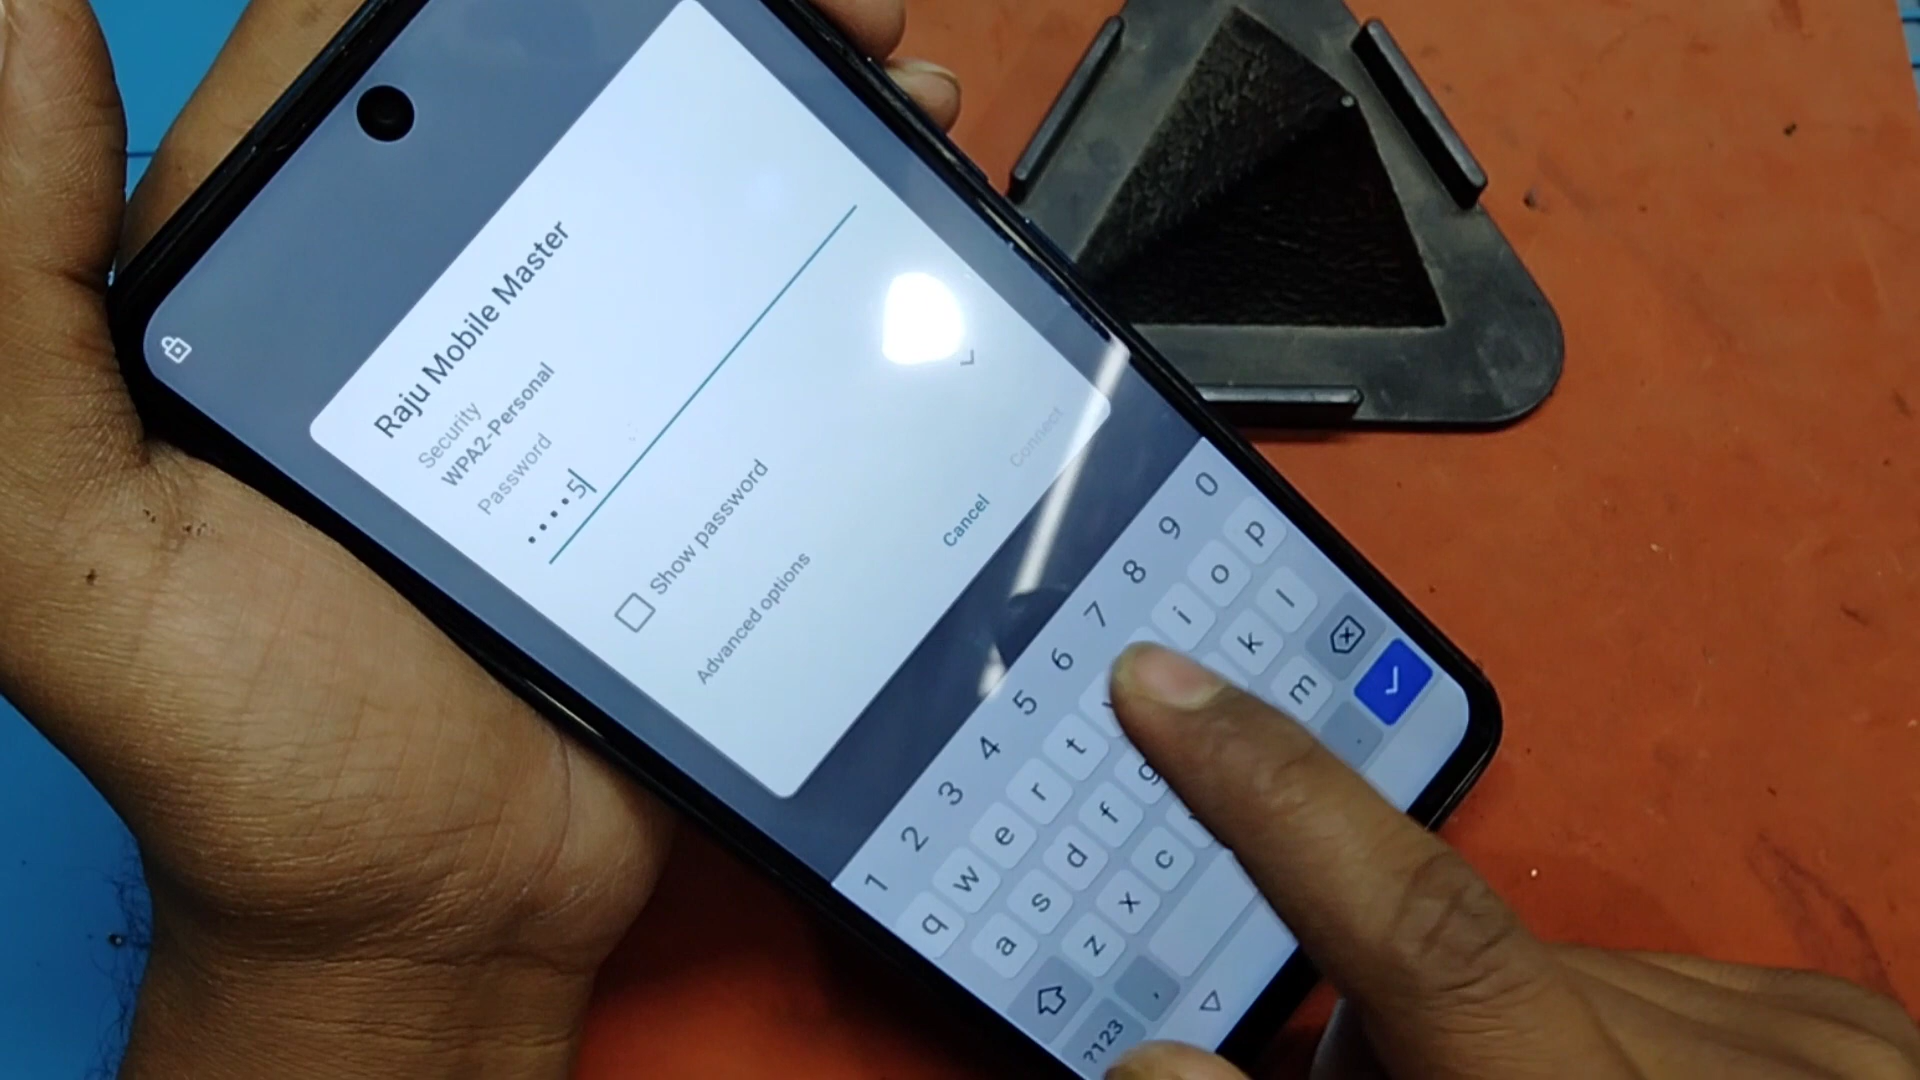 Raju Mobile Master
Security
WPA2-Personal
Password
••••5
Show password
Advanced options
Cancel
Connect
1 2 3 4 5 6 7 8 9 0
q w e r t i o p
a s d f g k l
z x c m
?123 , .